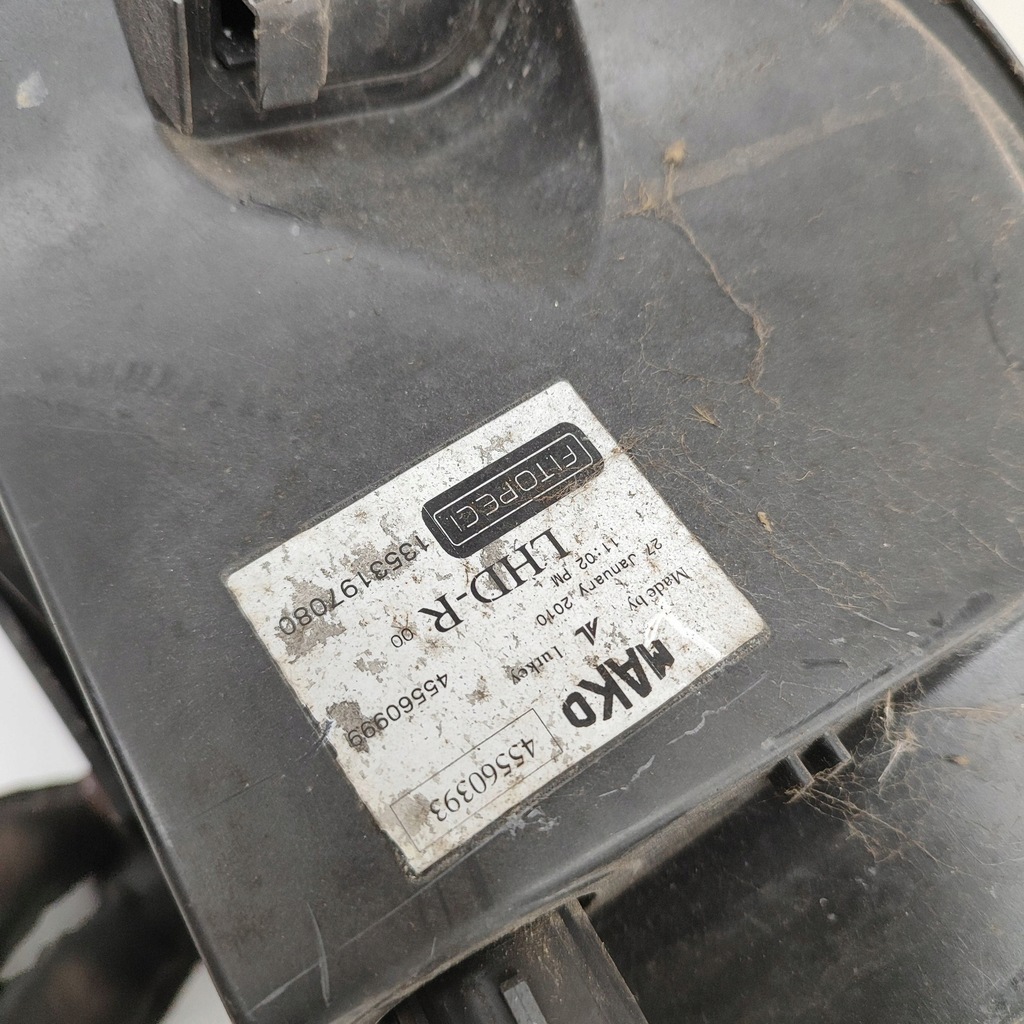 FITOPECI
1353197080
LHD-R 00
11:02 PM
27 January, 2010
Made by
MAKO
Turkey
45560999
45560393